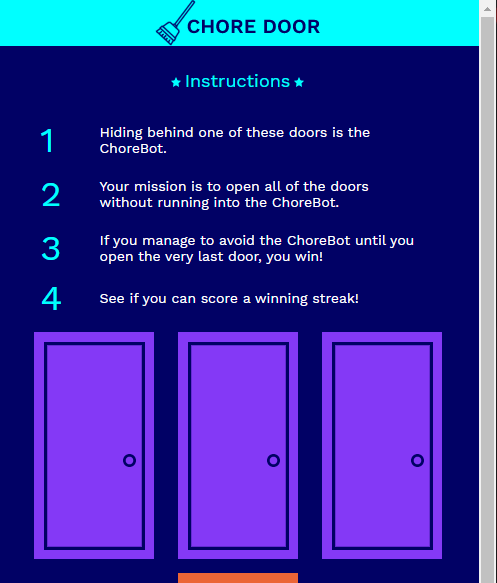 CHORE DOOR
Instructions
1
Hiding behind one of these doors is the
ChoreBot.
2
Your mission is to open all of the doors
without running into the ChoreBot.
3
If you manage to avoid the ChoreBot until you
open the very last door, you win!
4
See if you can score a winning streak!